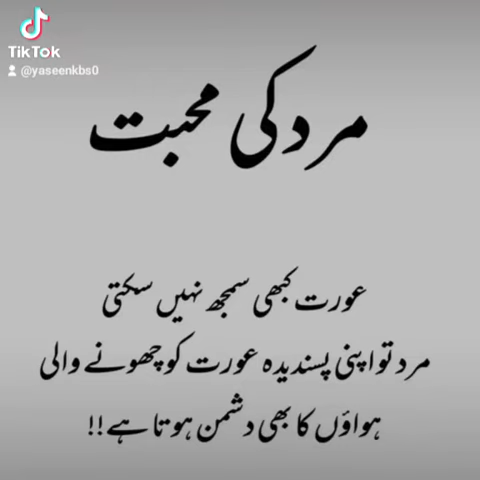 TikTok
@yaseenkbs0
مرد کی محبت
عورت کبھی سمجھ نہیں سکتی
مرد تو اپنی پسندیدہ عورت کو چھونے والی
ہواؤں کا بھی دشمن ہوتا ہے !!